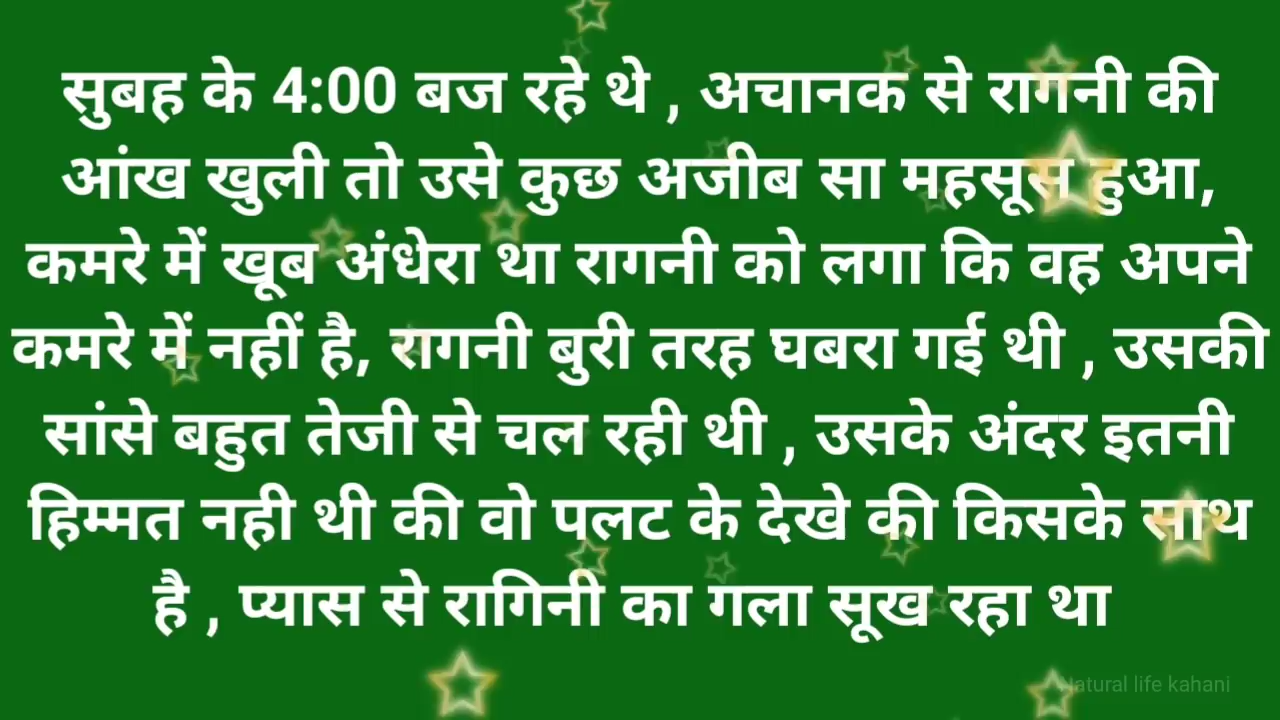 सुबह के 4:00 बज रहे थे , अचानक से रागनी की
आंख खुली तो उसे कुछ अजीब सा महसूस हुआ,
कमरे में खूब अंधेरा था रागनी को लगा कि वह अपने
कमरे में नहीं है, रागनी बुरी तरह घबरा गई थी , उसकी
सांसे बहुत तेजी से चल रही थी , उसके अंदर इतनी
हिम्मत नही थी की वो पलट के देखे की किसके साथ
है , प्यास से रागिनी का गला सूख रहा था
Natural life kahani